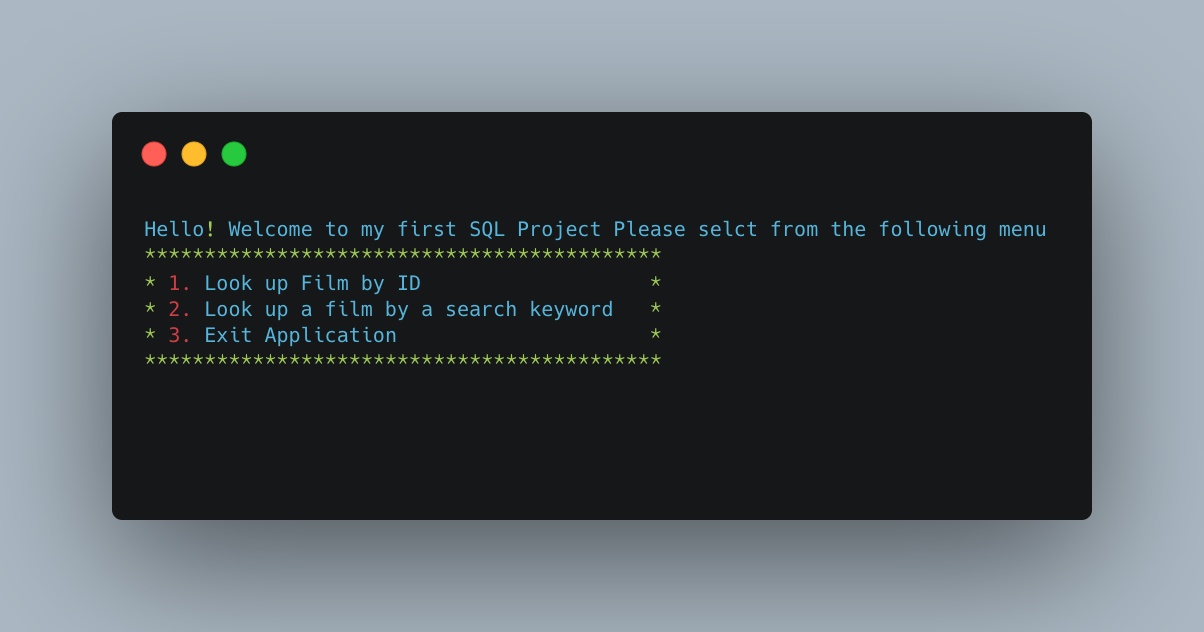 Hello! Welcome to my first SQL Project Please selct from the following menu
*******************************************
* 1. Look up Film by ID                   *
* 2. Look up a film by a search keyword   *
* 3. Exit Application                     *
*******************************************